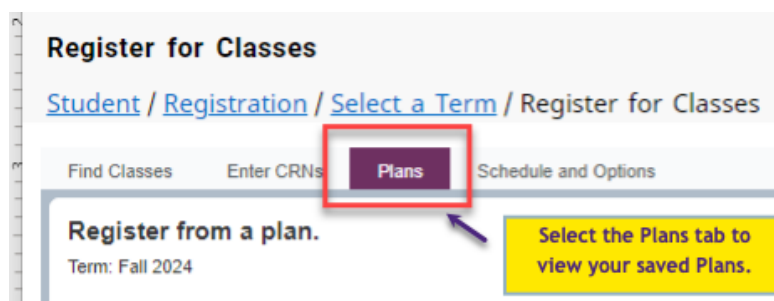 Register for Classes
Student / Registration / Select a Term / Register for Classes
Find Classes Enter CRNs Plans Schedule and Options
Register from a plan.
Term: Fall 2024
Select the Plans tab to
view your saved Plans.